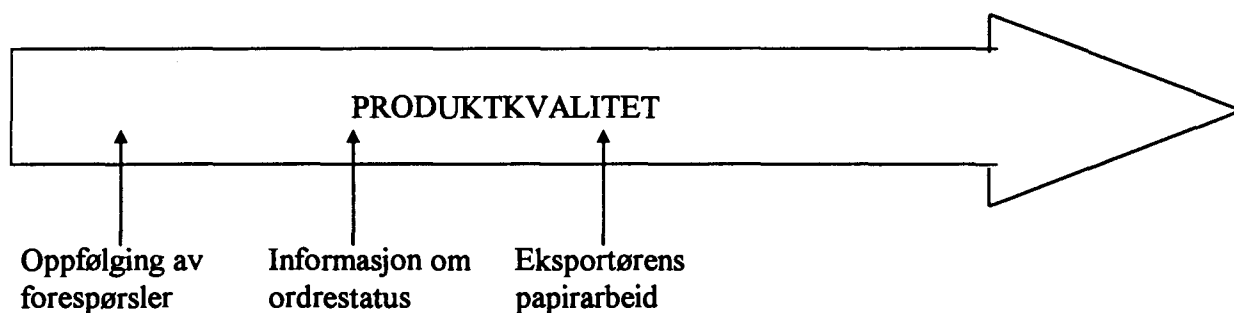 PRODUKTKVALITET
Oppfølging av
forespørsler
Informasjon om
ordrestatus
Eksportørens
papirarbeid